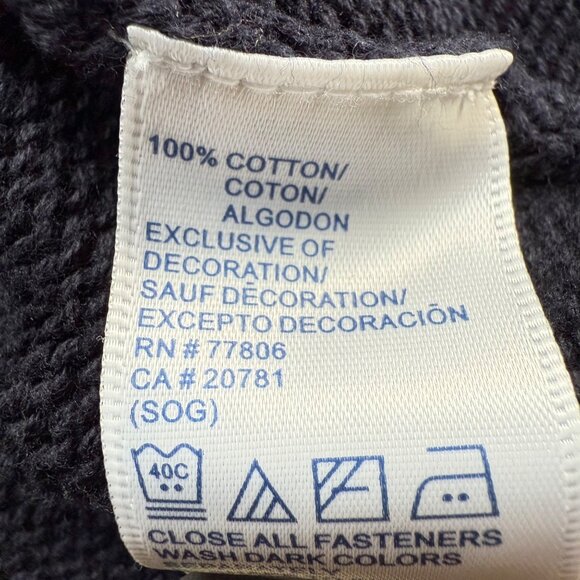 100% COTTON/
COTON/
ALGODON
EXCLUSIVE OF
DECORATION/
SAUF DĒCORATION/
EXCEPTO DECORACIÓN
RN # 77806
CA # 20781
(SOG)
40C
CLOSE ALL FASTENERS
WASH DARK COLORS